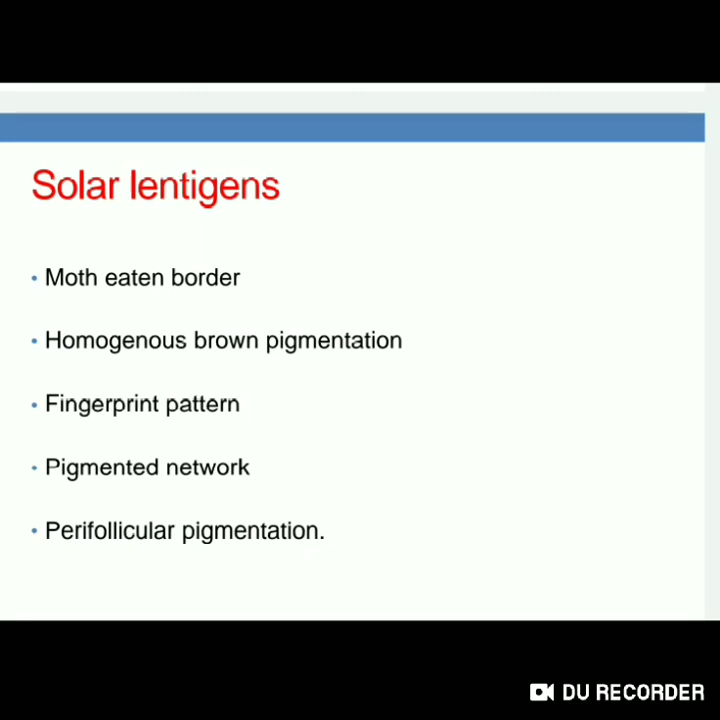 Solar lentigens
• Moth eaten border
• Homogenous brown pigmentation
• Fingerprint pattern
• Pigmented network
• Perifollicular pigmentation.
DU RECORDER